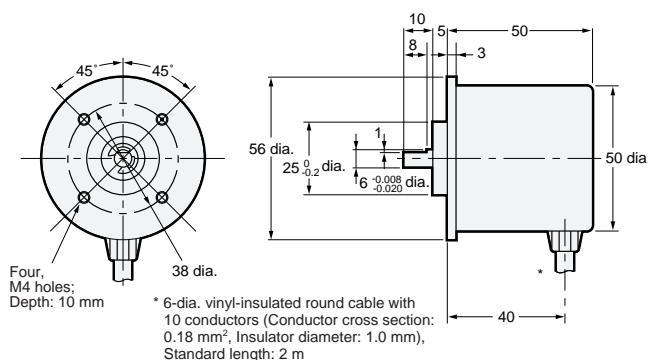 10
5
50
8
3
45° 45°
56 dia.
1
25 0 -0.2 dia.
6 -0.008 -0.020 dia.
50 dia
Four,
M4 holes;
Depth: 10 mm
38 dia.
*
40
* 6-dia. vinyl-insulated round cable with
10 conductors (Conductor cross section:
0.18 mm², Insulator diameter: 1.0 mm),
Standard length: 2 m